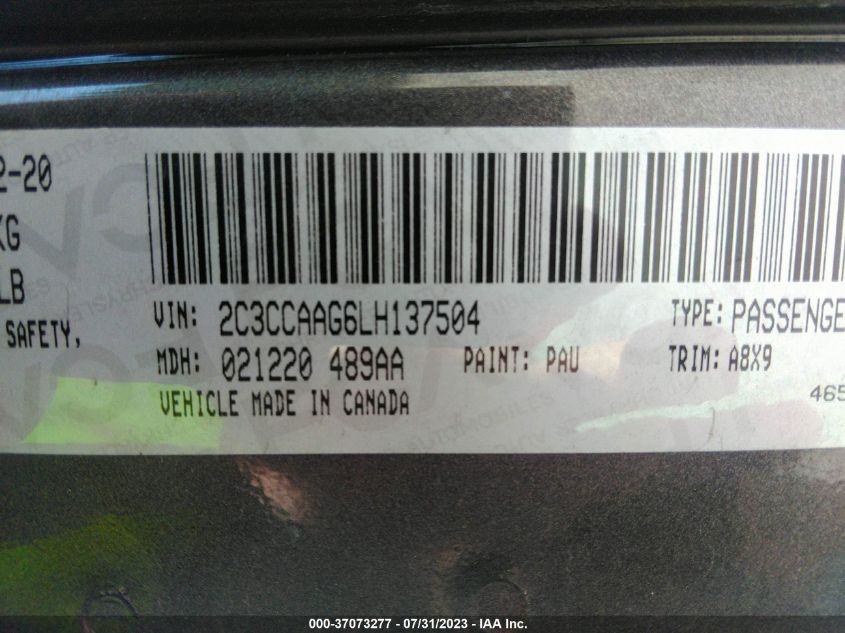 2-20
KG
LB
SAFETY,
VIN: 2C3CCAAG6LH137504 TYPE: PASSENGE
MDH: 021220 489AA PAINT: PAU TRIM: A8X9
VEHICLE MADE IN CANADA
465
000-37073277 - 07/31/2023 - IAA Inc.